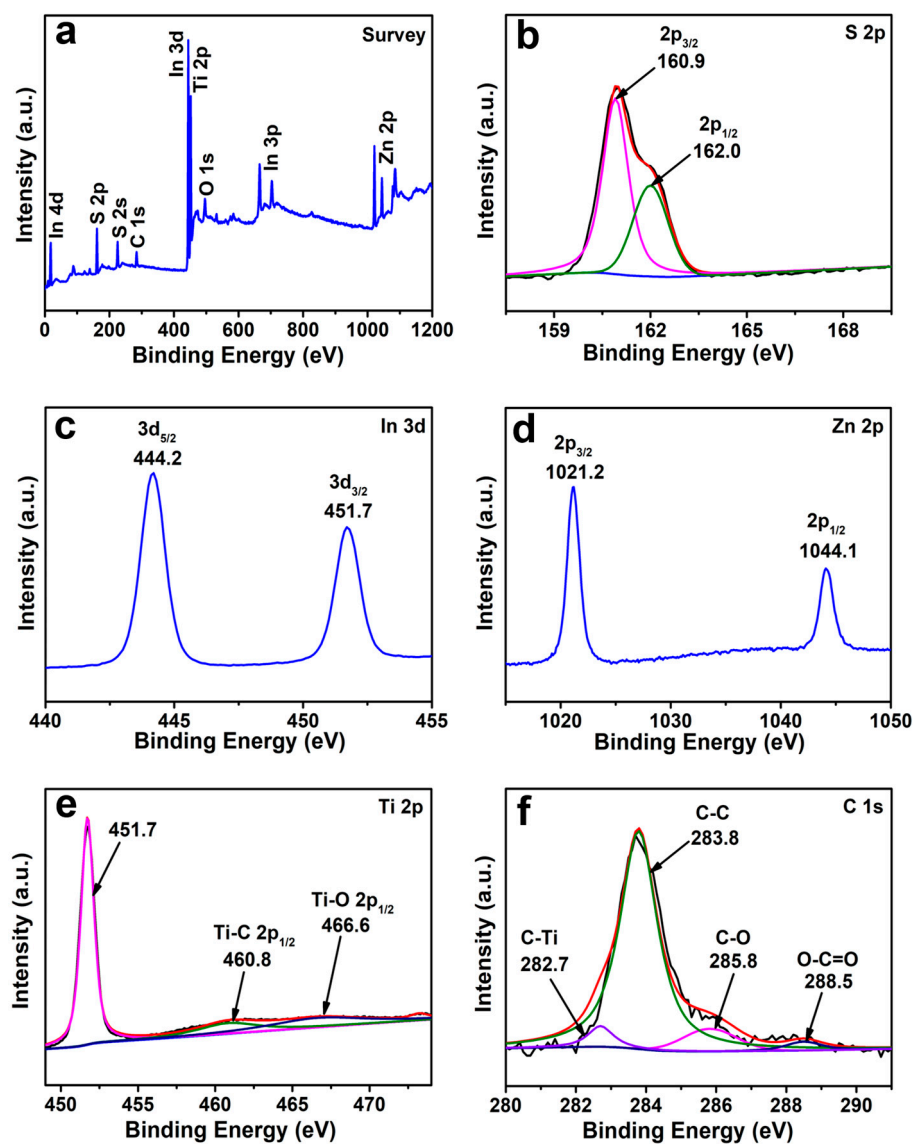 a
Survey
In 4d
S 2p
S 2s
C 1s
In 3d
Ti 2p
O 1s
In 3p
Zn 2p
Intensity (a.u.)
0 200 400 600 800 1000 1200
Binding Energy (eV)
b
S 2p
2p3/2
160.9
2p1/2
162.0
Intensity (a.u.)
159 162 165 168
Binding Energy (eV)
c
In 3d
3d5/2
444.2
3d3/2
451.7
Intensity (a.u.)
440 445 450 455
Binding Energy (eV)
d
Zn 2p
2p3/2
1021.2
2p1/2
1044.1
Intensity (a.u.)
1020 1030 1040 1050
Binding Energy (eV)
e
Ti 2p
451.7
Ti-C 2p1/2
460.8
Ti-O 2p1/2
466.6
Intensity (a.u.)
450 455 460 465 470
Binding Energy (eV)
f
C 1s
C-C
283.8
C-Ti
282.7
C-O
285.8
O-C=O
288.5
Intensity (a.u.)
280 282 284 286 288 290
Binding Energy (eV)